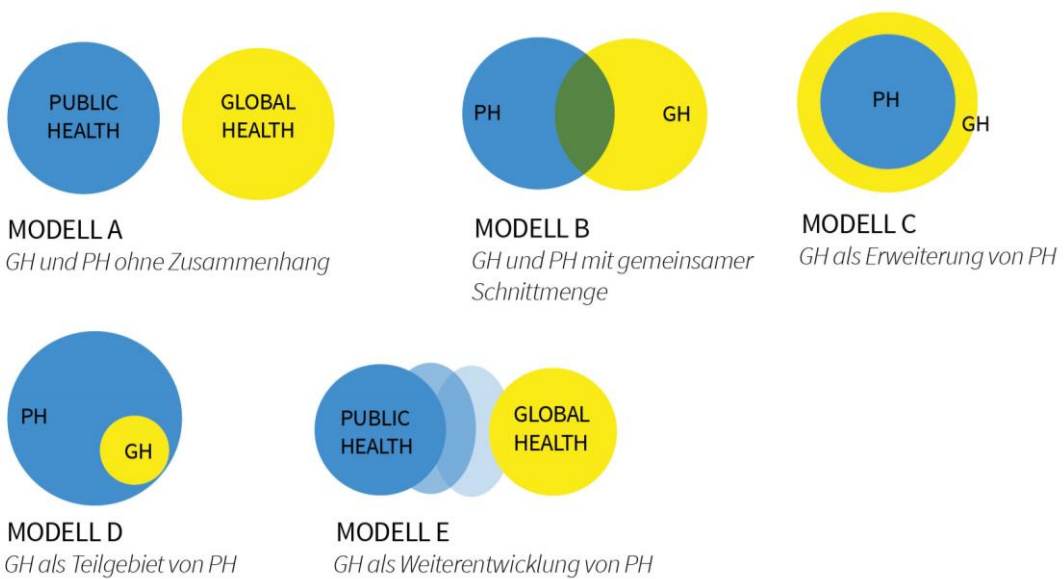 PUBLIC
HEALTH
GLOBAL
HEALTH
MODELL A
GH und PH ohne Zusammenhang
PH
GH
MODELL B
GH und PH mit gemeinsamer
Schnittmenge
PH
GH
MODELL C
GH als Erweiterung von PH
PH
GH
MODELL D
GH als Teilgebiet von PH
PUBLIC
HEALTH
GLOBAL
HEALTH
MODELL E
GH als Weiterentwicklung von PH